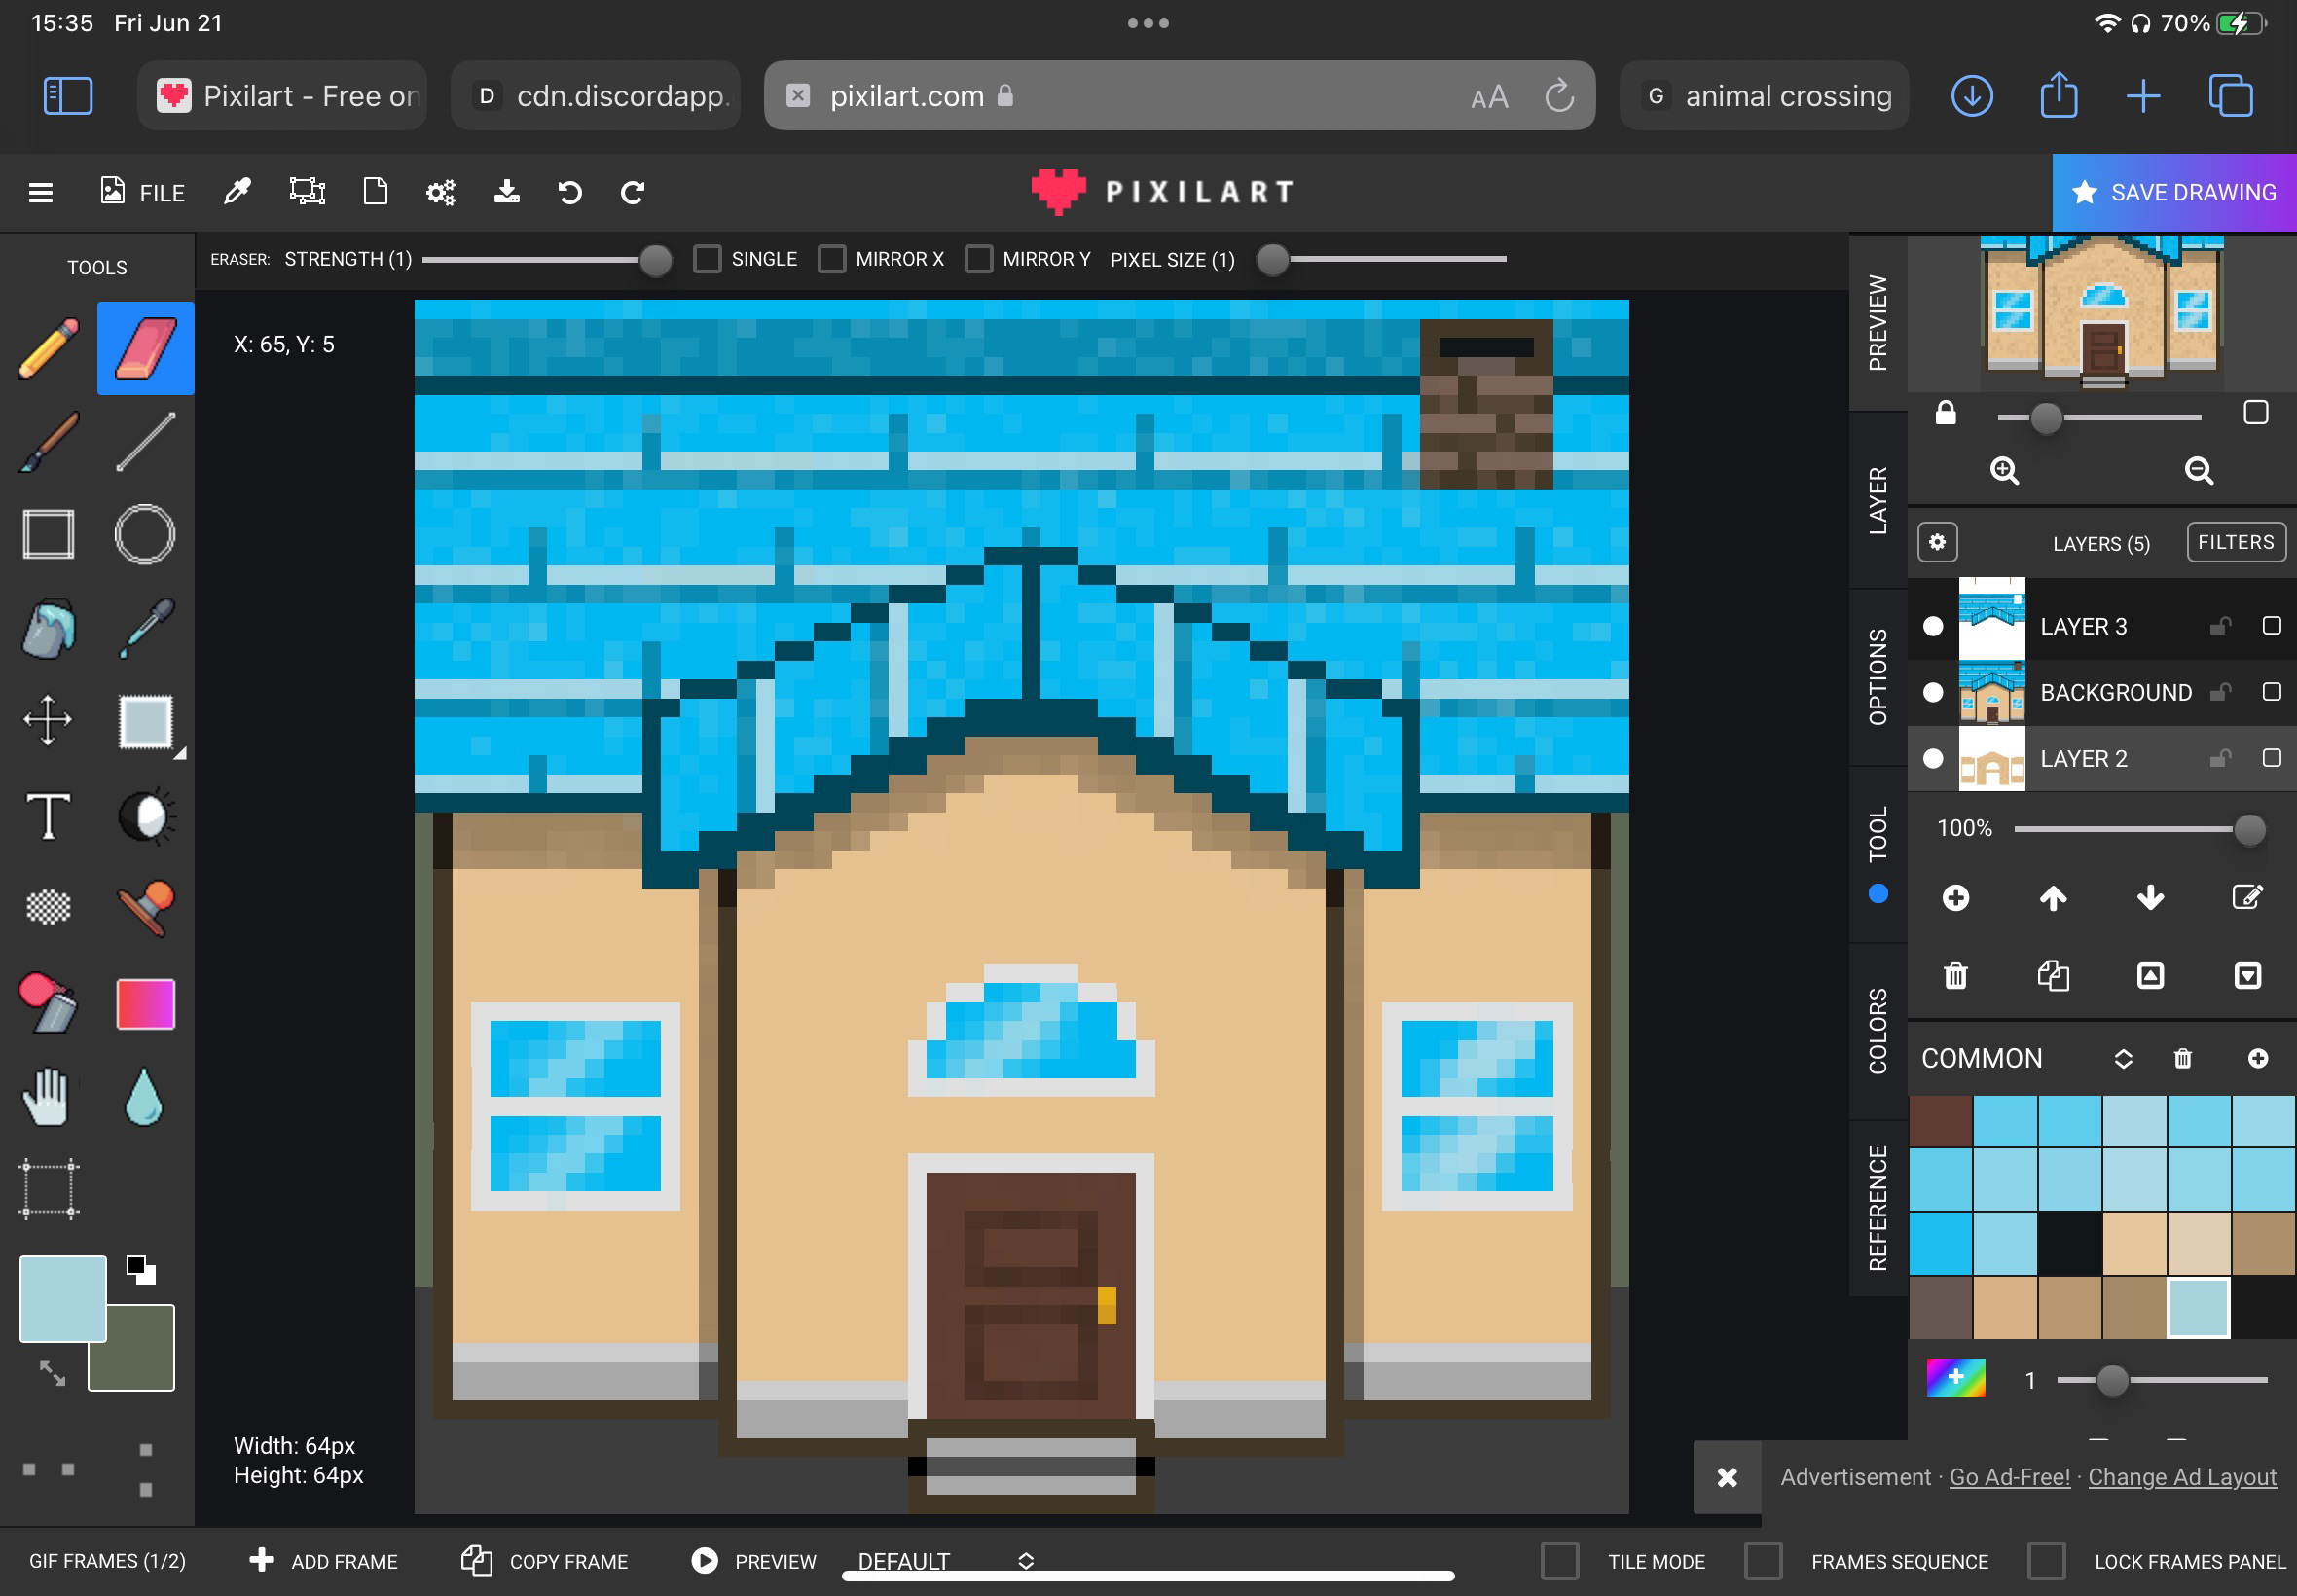 15:35 Fri Jun 21
70%
Pixilart - Free on
D cdn.discordapp.
pixilart.com
AA
G animal crossing
FILE
PIXILART
SAVE DRAWING
TOOLS
ERASER: STRENGTH (1)
SINGLE
MIRROR X
MIRROR Y
PIXEL SIZE (1)
X: 65, Y: 5
T
Width: 64px
Height: 64px
PREVIEW
LAYER
OPTIONS
TOOL
COLORS
REFERENCE
LAYERS (5)
FILTERS
LAYER 3
BACKGROUND
LAYER 2
100%
COMMON
1
Advertisement · Go Ad-Free! · Change Ad Layout
GIF FRAMES (1/2)
ADD FRAME
COPY FRAME
PREVIEW
DEFAULT
TILE MODE
FRAMES SEQUENCE
LOCK FRAMES PANEL